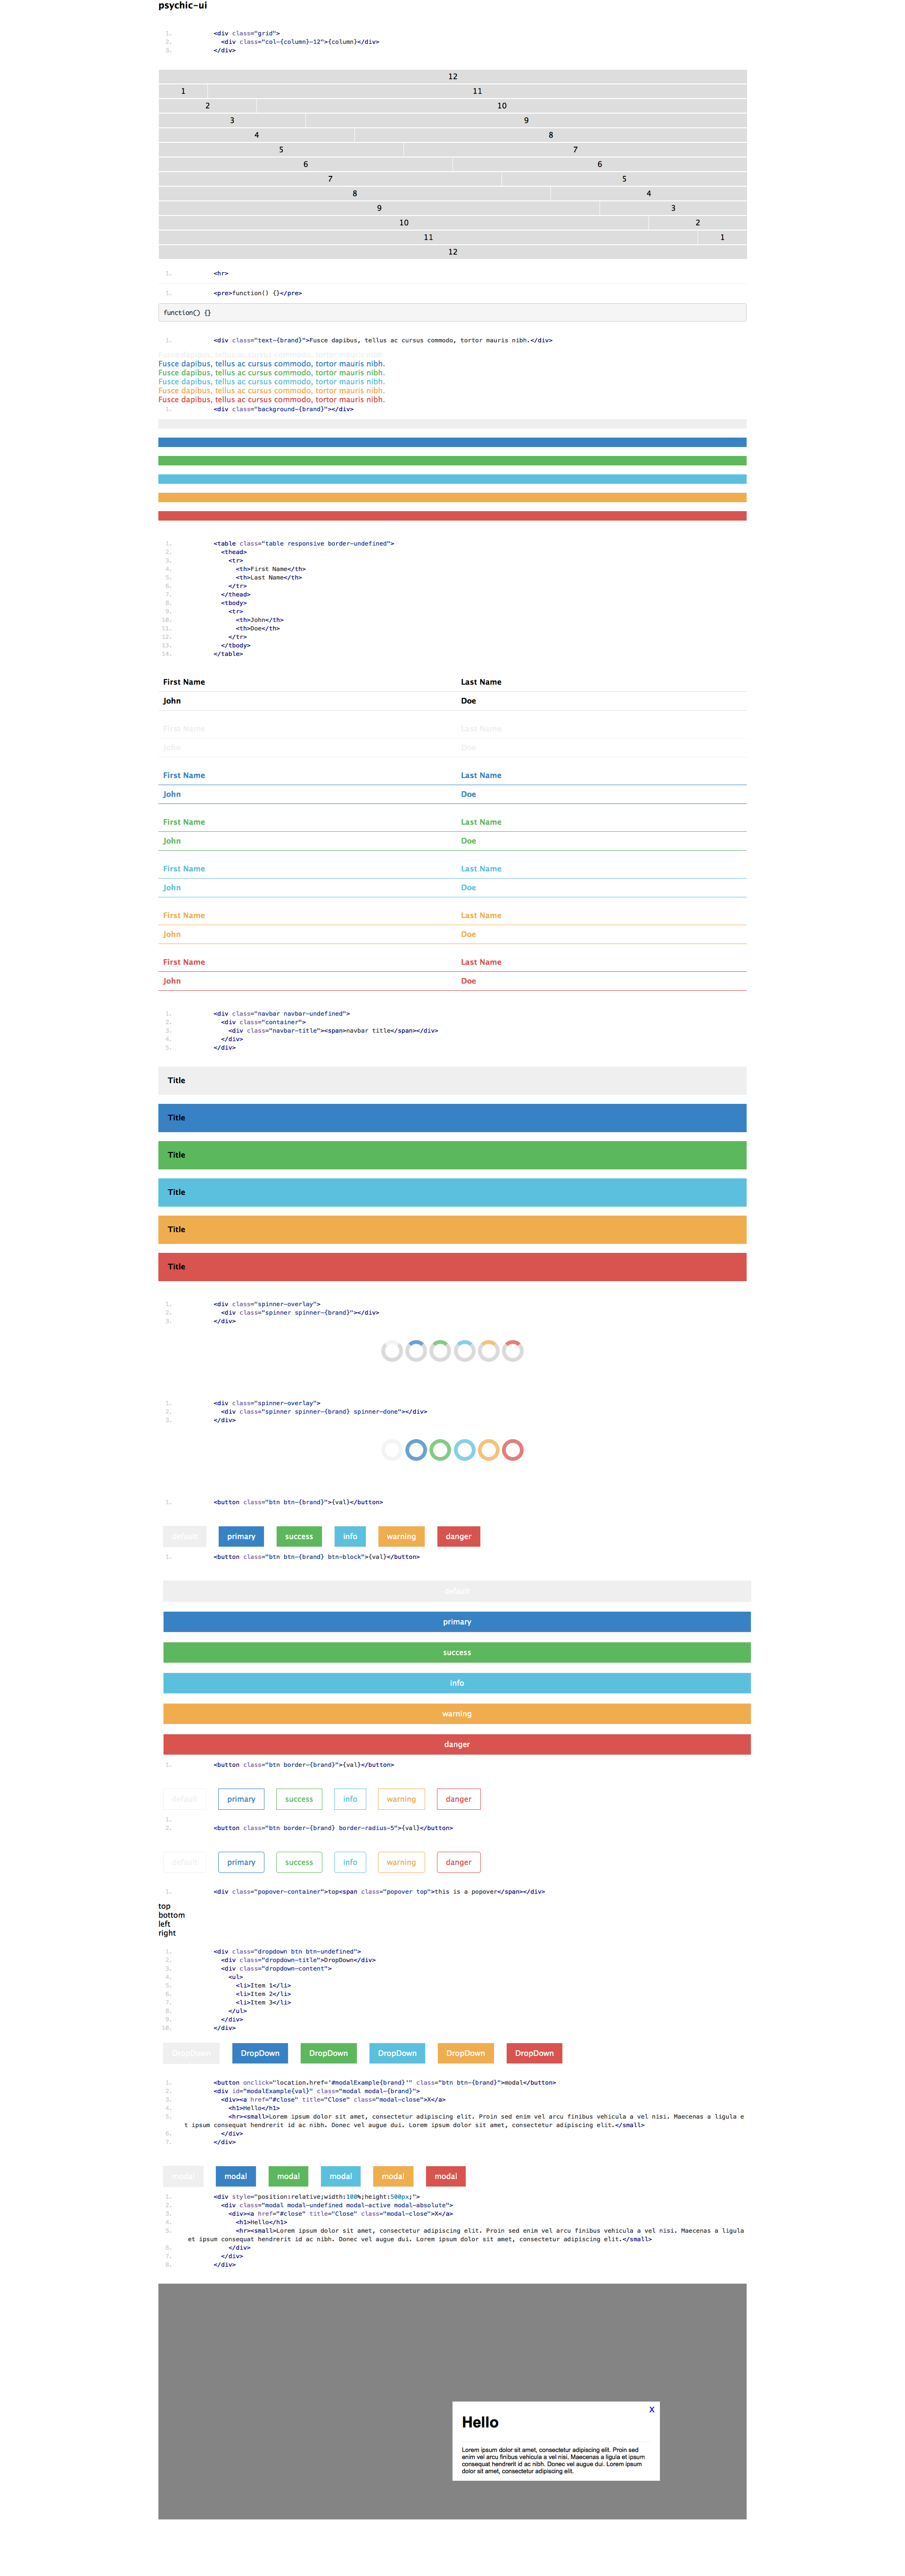 psychic-ui
1. <div class="grid">
2. <div class="col-{column}-12">{column}</div>
3. </div>
12
1 11
2 10
3 9
4 8
5 7
6 6
7 5
8 4
9 3
10 2
11 1
12
1. <hr>
1. <pre>function() {}</pre>
function() {}
1. <div class="text-{brand}">Fusce dapibus, tellus ac cursus commodo, tortor mauris nibh.</div>
Fusce dapibus, tellus ac cursus commodo, tortor mauris nibh.
Fusce dapibus, tellus ac cursus commodo, tortor mauris nibh.
Fusce dapibus, tellus ac cursus commodo, tortor mauris nibh.
Fusce dapibus, tellus ac cursus commodo, tortor mauris nibh.
Fusce dapibus, tellus ac cursus commodo, tortor mauris nibh.
Fusce dapibus, tellus ac cursus commodo, tortor mauris nibh.
1. <div class="background-{brand}"></div>
1. <table class="table responsive border-undefined">
2. <thead>
3. <tr>
4. <th>First Name</th>
5. <th>Last Name</th>
6. </tr>
7. </thead>
8. <tbody>
9. <tr>
10. <th>John</th>
11. <th>Doe</th>
12. </tr>
13. </tbody>
14. </table>
First Name Last Name
John Doe
First Name Last Name
John Doe
First Name Last Name
John Doe
First Name Last Name
John Doe
First Name Last Name
John Doe
First Name Last Name
John Doe
First Name Last Name
John Doe
1. <div class="navbar navbar-undefined">
2. <div class="container">
3. <div class="navbar-title"><span>navbar title</span></div>
4. </div>
5. </div>
Title
Title
Title
Title
Title
Title
1. <div class="spinner-overlay">
2. <div class="spinner spinner-{brand}"></div>
3. </div>
1. <div class="spinner-overlay">
2. <div class="spinner spinner-{brand} spinner-done"></div>
3. </div>
1. <button class="btn btn-{brand}">{val}</button>
default primary success info warning danger
1. <button class="btn btn-{brand} btn-block">{val}</button>
default
primary
success
info
warning
danger
1. <button class="btn border-{brand}">{val}</button>
default primary success info warning danger
1.
2. <button class="btn border-{brand} border-radius-5">{val}</button>
default primary success info warning danger
1. <div class="popover-container">top<span class="popover top">this is a popover</span></div>
top
bottom
left
right
1. <div class="dropdown btn btn-undefined">
2. <div class="dropdown-title">DropDown</div>
3. <div class="dropdown-content">
4. <ul>
5. <li>Item 1</li>
6. <li>Item 2</li>
7. <li>Item 3</li>
8. </ul>
9. </div>
10. </div>
DropDown DropDown DropDown DropDown DropDown DropDown
1. <button onclick="location.href='#modalExample{brand}'" class="btn btn-{brand}">modal</button>
2. <div id="modalExample{val}" class="modal modal-{brand}">
3. <div><a href="#close" title="Close" class="modal-close">X</a>
4. <h1>Hello</h1>
5. <hr><small>Lorem ipsum dolor sit amet, consectetur adipiscing elit. Proin sed enim vel arcu finibus vehicula a vel nisi. Maecenas a ligula e
t ipsum consequat hendrerit id ac nibh. Donec vel augue dui. Lorem ipsum dolor sit amet, consectetur adipiscing elit.</small>
6. </div>
7. </div>
modal modal modal modal modal modal
1. <div style="position:relative;width:100%;height:500px;">
2. <div class="modal modal-undefined modal-active modal-absolute">
3. <div><a href="#close" title="Close" class="modal-close">X</a>
4. <h1>Hello</h1>
5. <hr><small>Lorem ipsum dolor sit amet, consectetur adipiscing elit. Proin sed enim vel arcu finibus vehicula a vel nisi. Maecenas a ligula
et ipsum consequat hendrerit id ac nibh. Donec vel augue dui. Lorem ipsum dolor sit amet, consectetur adipiscing elit.</small>
6. </div>
7. </div>
8. </div>
X
Hello
Lorem ipsum dolor sit amet, consectetur adipiscing elit. Proin sed
enim vel arcu finibus vehicula a vel nisi. Maecenas a ligula et ipsum
consequat hendrerit id ac nibh. Donec vel augue dui. Lorem ipsum
dolor sit amet, consectetur adipiscing elit.